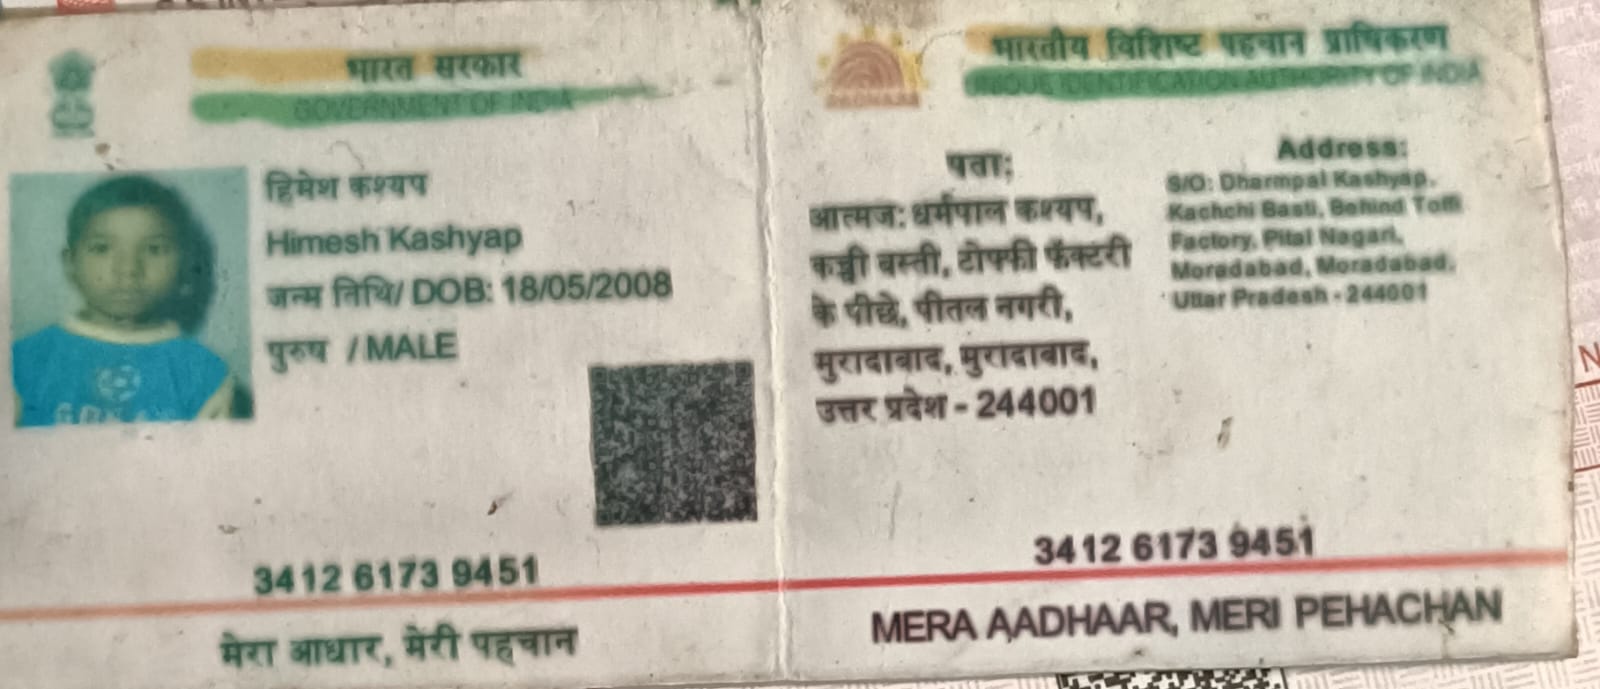 भारत सरकार
GOVERNMENT OF INDIA
हिमेश कश्यप
Himesh Kashyap
जन्म तिथि/ DOB: 18/05/2008
पुरुष / MALE
3412 6173 9451
मेरा आधार, मेरी पहचान
भारतीय विशिष्ट पहचान प्राधिकरण
IDENTIFICATION AUTHORITY OF INDIA
AADHAAR
पता:
आत्मज: धर्मपाल कश्यप,
कच्ची बस्ती, टोफ्फी फॅक्टरी
के पीछे, पीतल नगरी,
मुरादाबाद, मुरादाबाद,
उत्तर प्रदेश - 244001
Address:
S/O: Dharmpal Kashyap,
Kachchi Basti, Behind Toffi
Factory, Pital Nagari,
Moradabad, Moradabad,
Uttar Pradesh - 244001
3412 6173 9451
MERA AADHAAR, MERI PEHACHAN